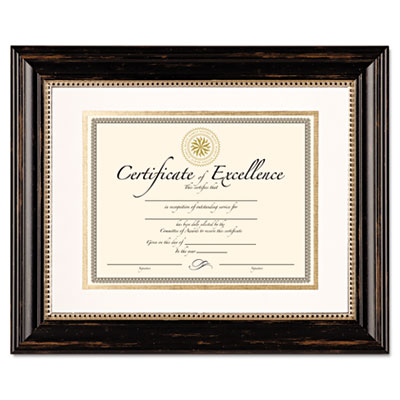 Certificate of Excellence
This certifies that
in recognition of outstanding service for
has been duly selected by the
Committee of Awards to receive this certificate
Given on this day of
In the year
Signature Signature